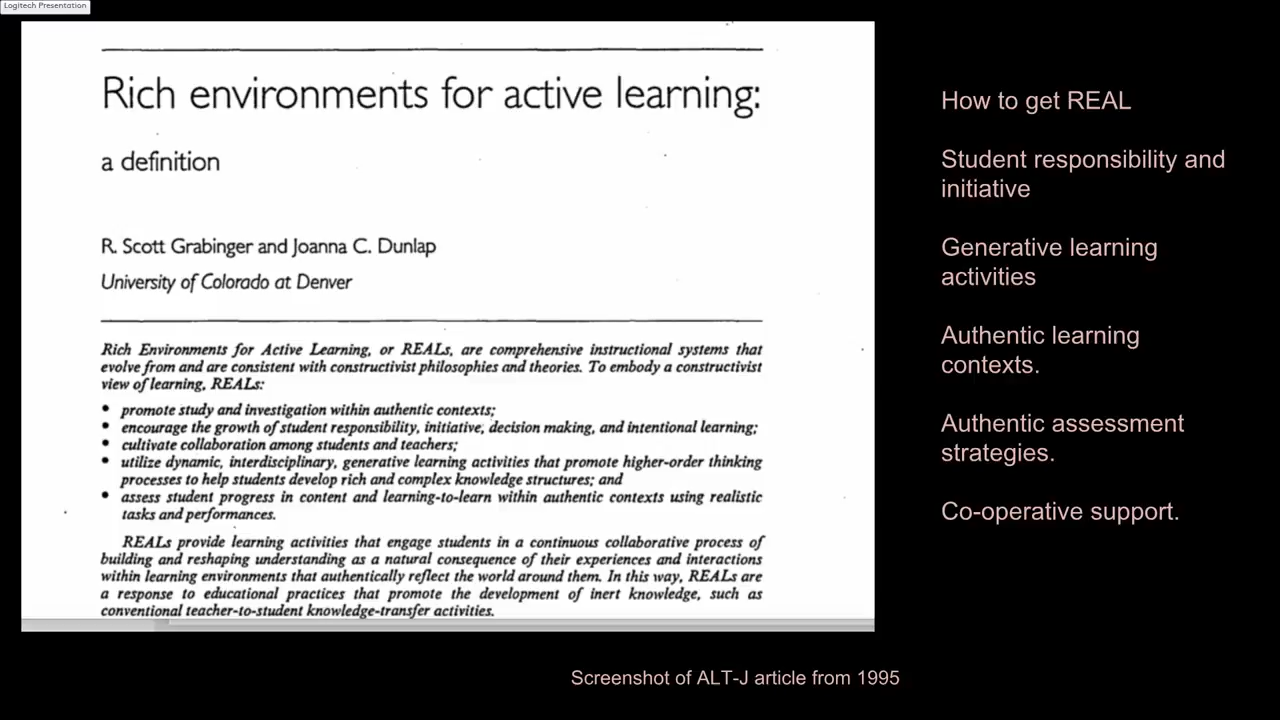 Logitech Presentation
Rich environments for active learning:
a definition
R. Scott Grabinger and Joanna C. Dunlap
University of Colorado at Denver
Rich Environments for Active Learning, or REALs, are comprehensive instructional systems that
evolve from and are consistent with constructivist philosophies and theories. To embody a constructivist
view of learning, REALs:
• promote study and investigation within authentic contexts;
• encourage the growth of student responsibility, initiative, decision making, and intentional learning;
• cultivate collaboration among students and teachers;
• utilize dynamic, interdisciplinary, generative learning activities that promote higher-order thinking
processes to help students develop rich and complex knowledge structures; and
• assess student progress in content and learning-to-learn within authentic contexts using realistic
tasks and performances.
REALs provide learning activities that engage students in a continuous collaborative process of
building and reshaping understanding as a natural consequence of their experiences and interactions
within learning environments that authentically reflect the world around them. In this way, REALs are
a response to educational practices that promote the development of inert knowledge, such as
conventional teacher-to-student knowledge-transfer activities.
How to get REAL
Student responsibility and
initiative
Generative learning
activities
Authentic learning
contexts.
Authentic assessment
strategies.
Co-operative support.
Screenshot of ALT-J article from 1995